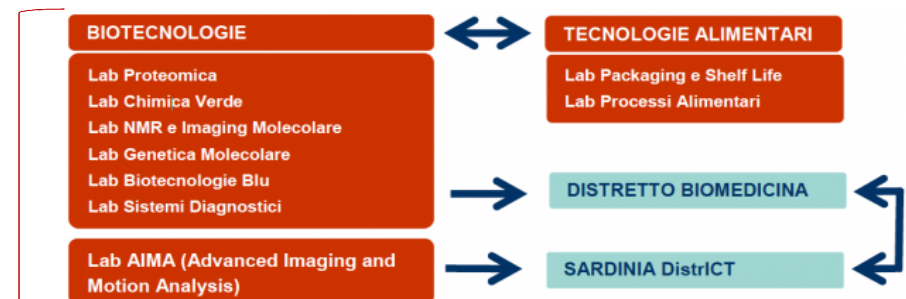 BIOTECNOLOGIE
TECNOLOGIE ALIMENTARI
Lab Proteomica
Lab Chimica Verde
Lab NMR e Imaging Molecolare
Lab Genetica Molecolare
Lab Biotecnologie Blu
Lab Sistemi Diagnostici
Lab Packaging e Shelf Life
Lab Processi Alimentari
DISTRETTO BIOMEDICINA
Lab AIMA (Advanced Imaging and
Motion Analysis)
SARDINIA DistrICT